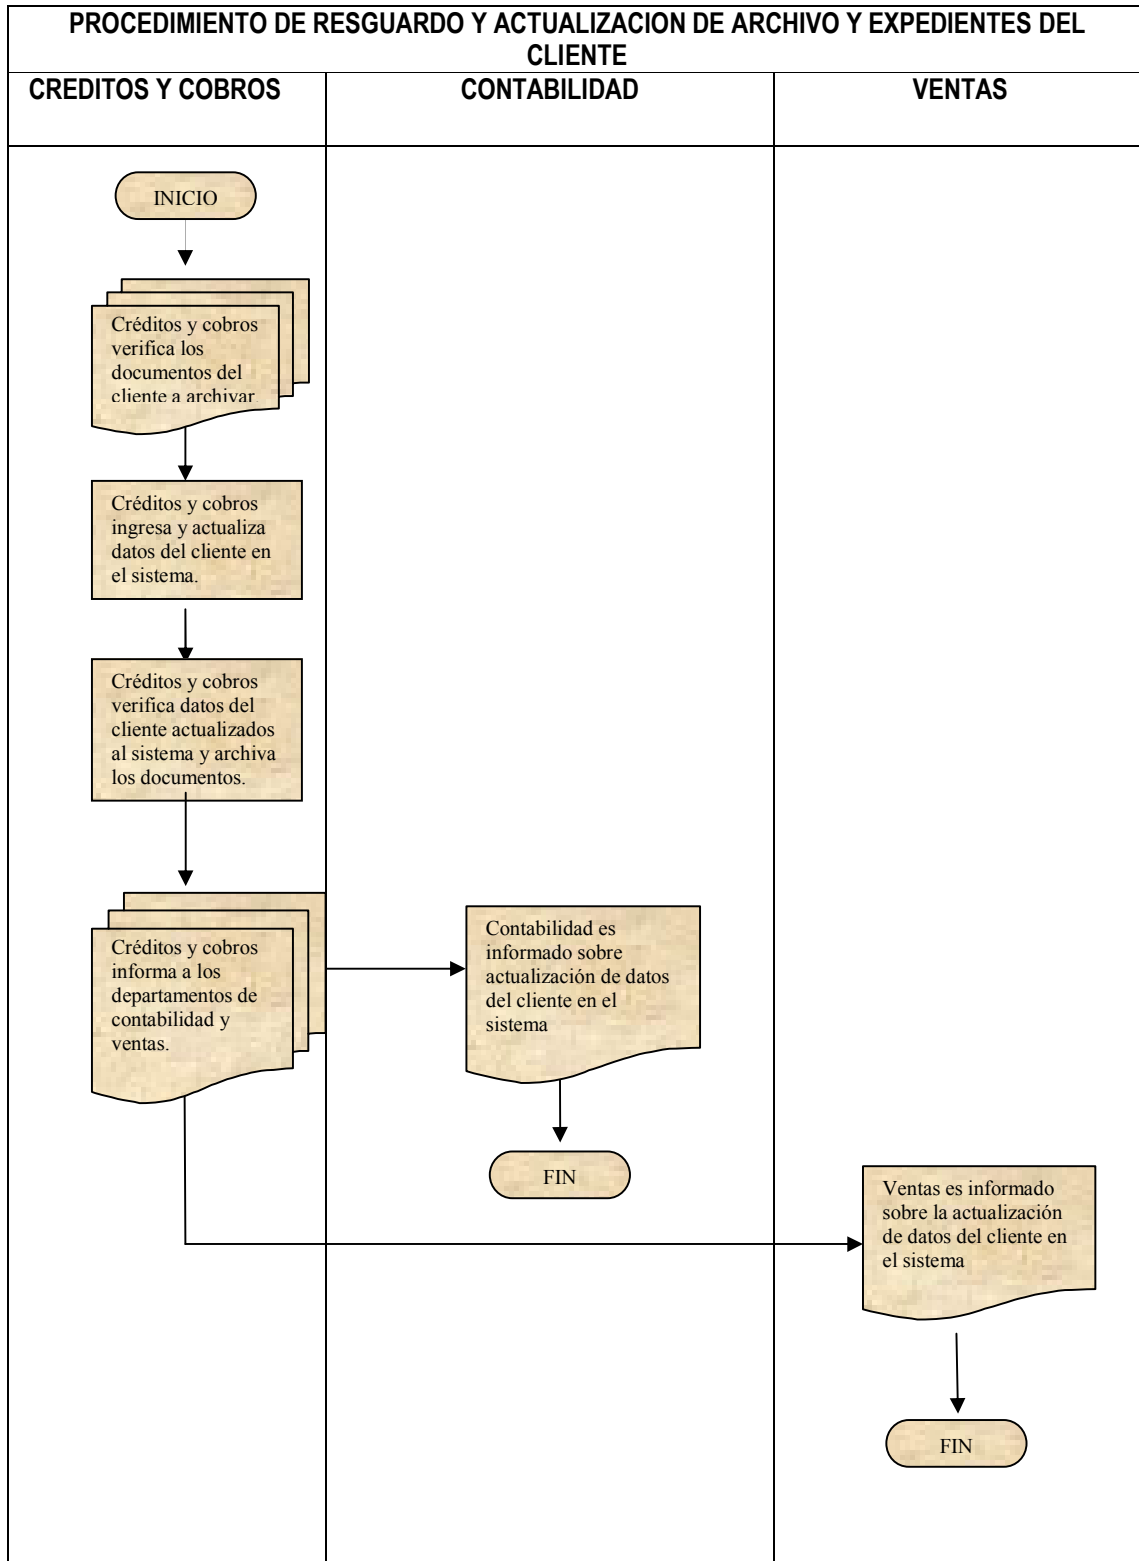 PROCEDIMIENTO DE RESGUARDO Y ACTUALIZACION DE ARCHIVO Y EXPEDIENTES DEL
CLIENTE
CREDITOS Y COBROS
CONTABILIDAD
VENTAS
INICIO
Créditos y cobros
verifica los
documentos del
cliente a archivar.
Créditos y cobros
ingresa y actualiza
datos del cliente en
el sistema.
Créditos y cobros
verifica datos del
cliente actualizados
al sistema y archiva
los documentos.
Créditos y cobros
informa a los
departamentos de
contabilidad y
ventas.
Contabilidad es
informado sobre
actualización de datos
del cliente en el
sistema
FIN
Ventas es informado
sobre la actualización
de datos del cliente en
el sistema
FIN